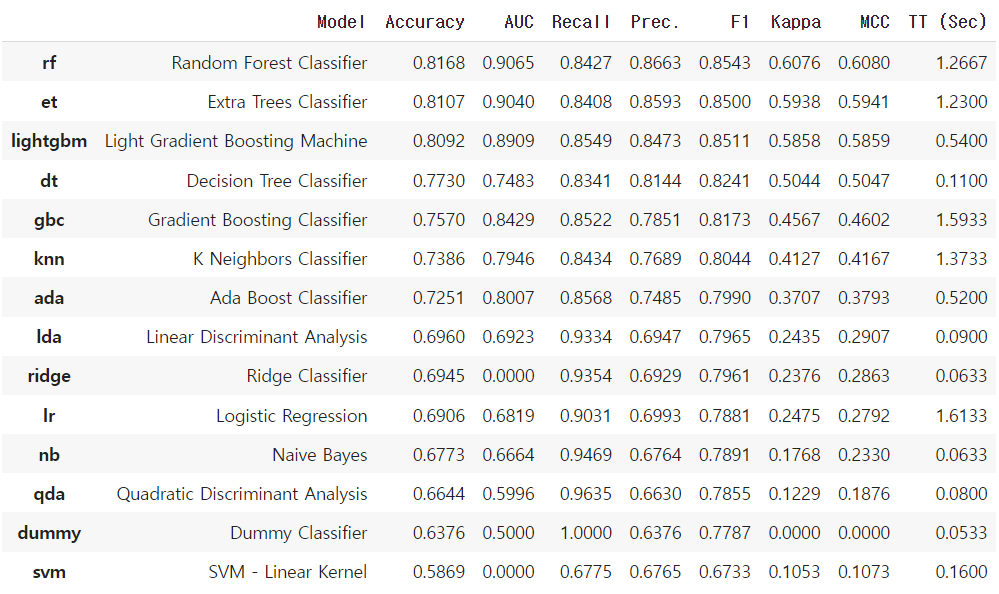 Model Accuracy AUC Recall Prec. F1 Kappa MCC TT (Sec)
rf Random Forest Classifier 0.8168 0.9065 0.8427 0.8663 0.8543 0.6076 0.6080 1.2667
et Extra Trees Classifier 0.8107 0.9040 0.8408 0.8593 0.8500 0.5938 0.5941 1.2300
lightgbm Light Gradient Boosting Machine 0.8092 0.8909 0.8549 0.8473 0.8511 0.5858 0.5859 0.5400
dt Decision Tree Classifier 0.7730 0.7483 0.8341 0.8144 0.8241 0.5044 0.5047 0.1100
gbc Gradient Boosting Classifier 0.7570 0.8429 0.8522 0.7851 0.8173 0.4567 0.4602 1.5933
knn K Neighbors Classifier 0.7386 0.7946 0.8434 0.7689 0.8044 0.4127 0.4167 1.3733
ada Ada Boost Classifier 0.7251 0.8007 0.8568 0.7485 0.7990 0.3707 0.3793 0.5200
lda Linear Discriminant Analysis 0.6960 0.6923 0.9334 0.6947 0.7965 0.2435 0.2907 0.0900
ridge Ridge Classifier 0.6945 0.0000 0.9354 0.6929 0.7961 0.2376 0.2863 0.0633
lr Logistic Regression 0.6906 0.6819 0.9031 0.6993 0.7881 0.2475 0.2792 1.6133
nb Naive Bayes 0.6773 0.6664 0.9469 0.6764 0.7891 0.1768 0.2330 0.0633
qda Quadratic Discriminant Analysis 0.6644 0.5996 0.9635 0.6630 0.7855 0.1229 0.1876 0.0800
dummy Dummy Classifier 0.6376 0.5000 1.0000 0.6376 0.7787 0.0000 0.0000 0.0533
svm SVM - Linear Kernel 0.5869 0.0000 0.6775 0.6765 0.6733 0.1053 0.1073 0.1600